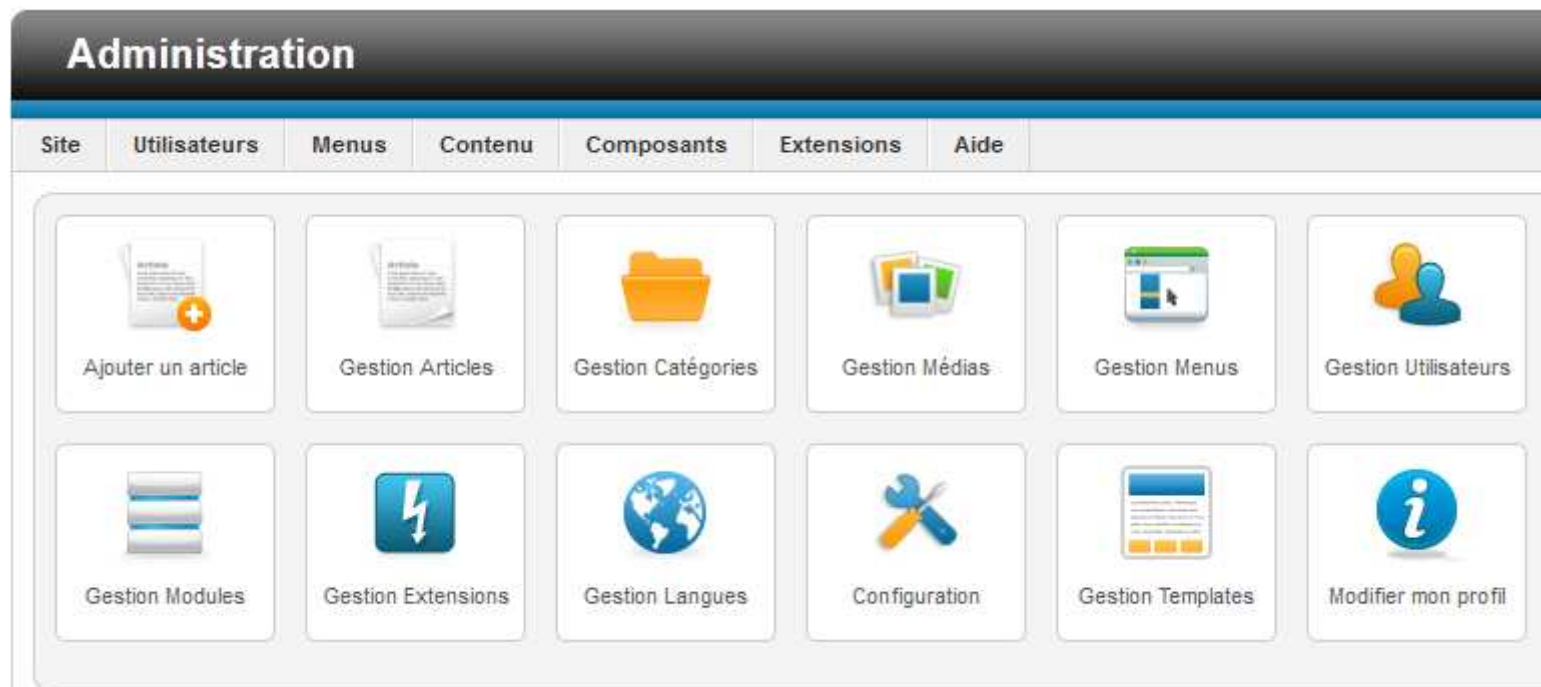 Administration
Site Utilisateurs Menus Contenu Composants Extensions Aide
Ajouter un article Gestion Articles Gestion Catégories Gestion Médias Gestion Menus Gestion Utilisateurs
Gestion Modules Gestion Extensions Gestion Langues Configuration Gestion Templates Modifier mon profil